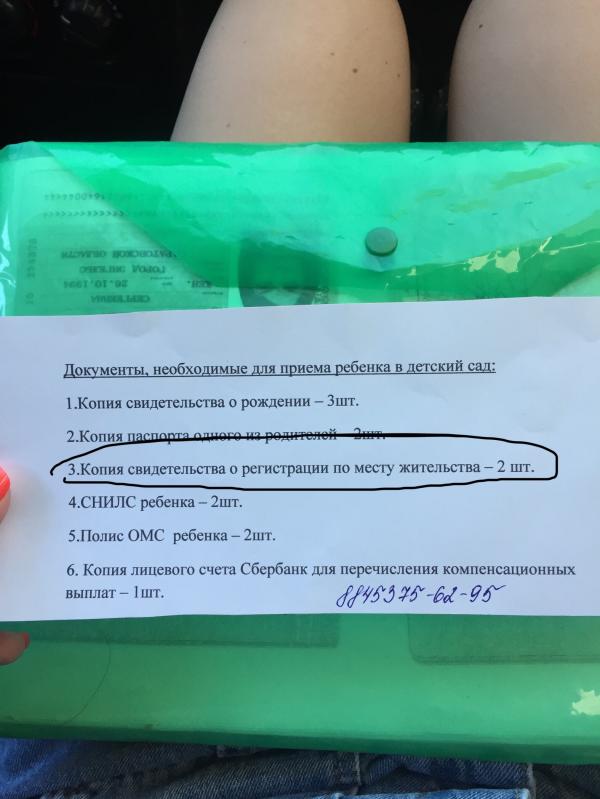 Документы, необходимые для приема ребенка в детский сад:
1.Копия свидетельства о рождении – 3шт.
2.Копия паспорта одного из родителей – 2шт.
3.Копия свидетельства о регистрации по месту жительства – 2 шт.
4.СНИЛС ребенка – 2шт.
5.Полис ОМС ребенка – 2шт.
6. Копия лицевого счета Сбербанк для перечисления компенсационных
выплат – 1шт.
8845375-62-95